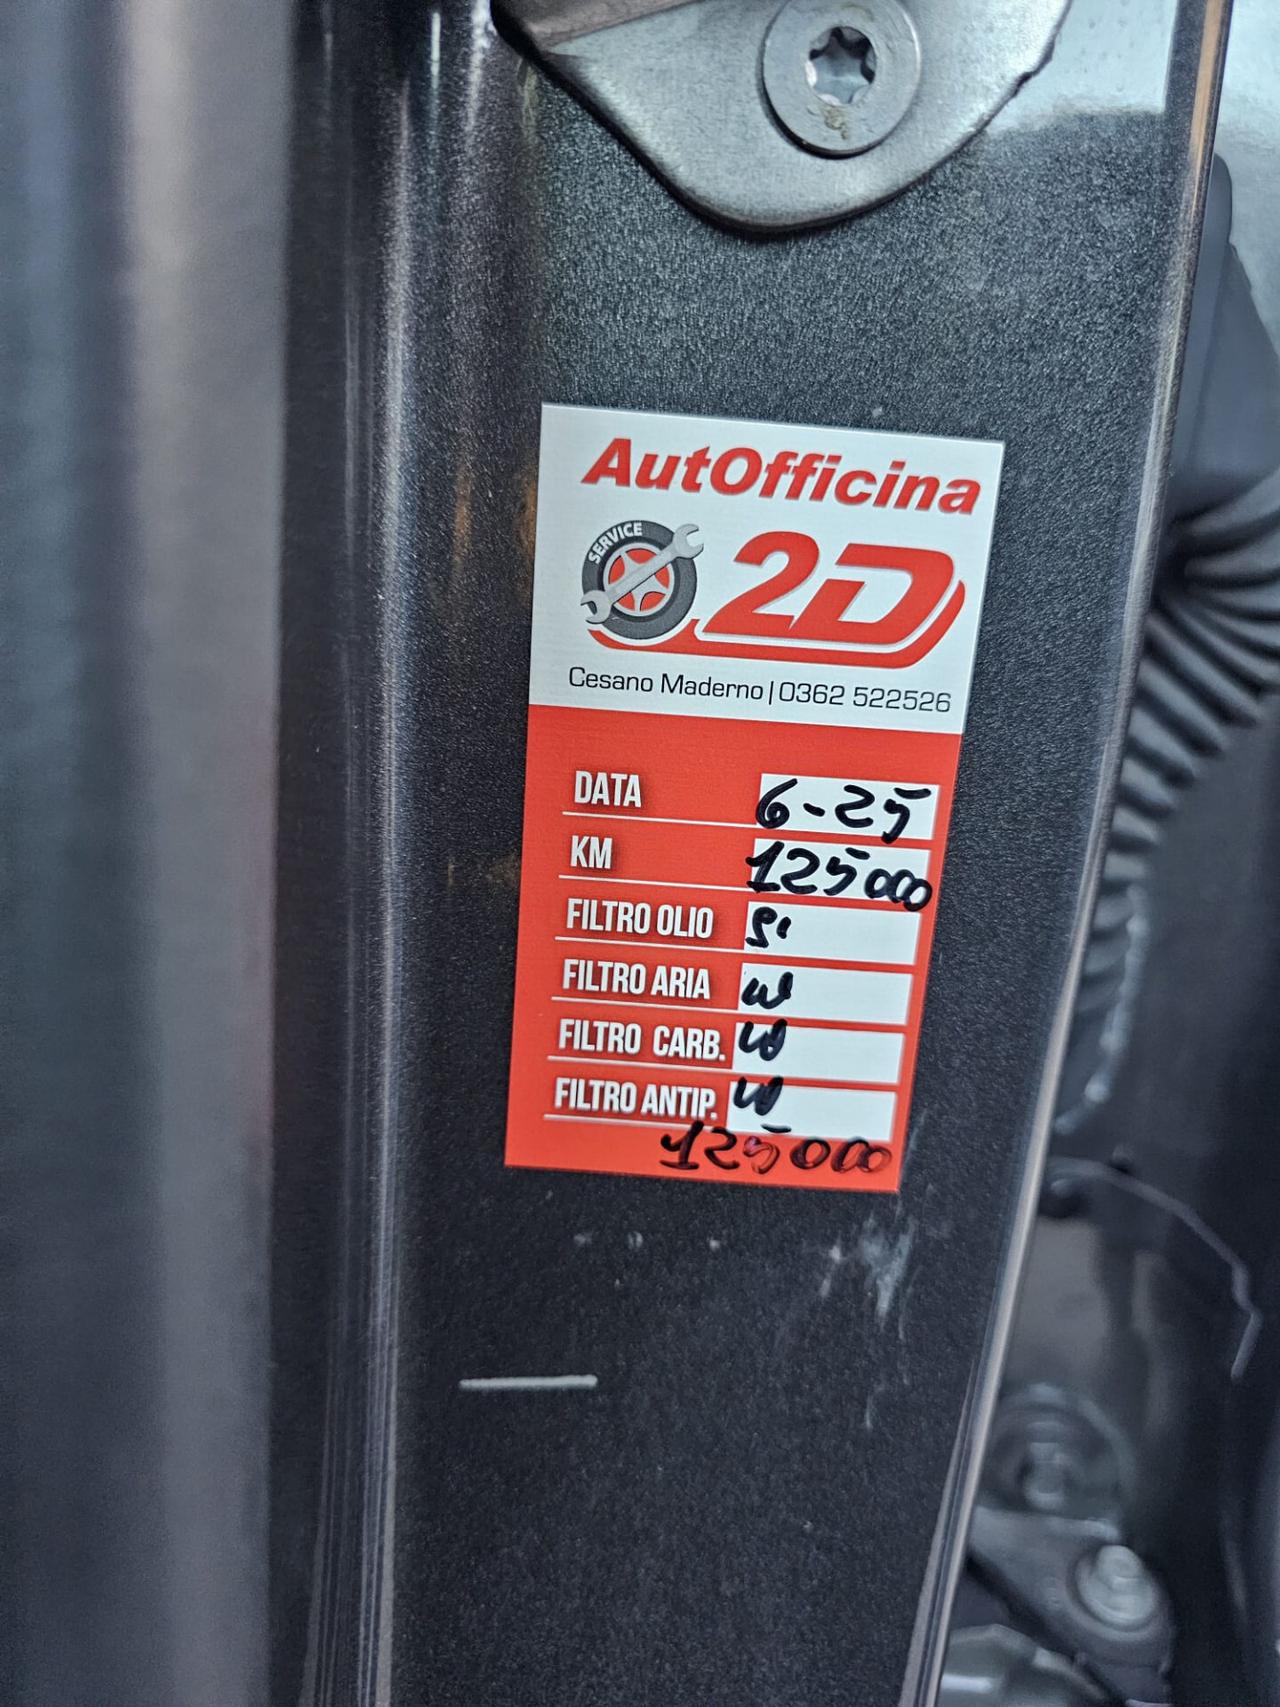 AutOfficina
SERVICE
2D
Cesano Maderno | 0362 522526
DATA 6-25
KM 125000
FILTRO OLIO SI
FILTRO ARIA
FILTRO CARB.
FILTRO ANTIP.
125000